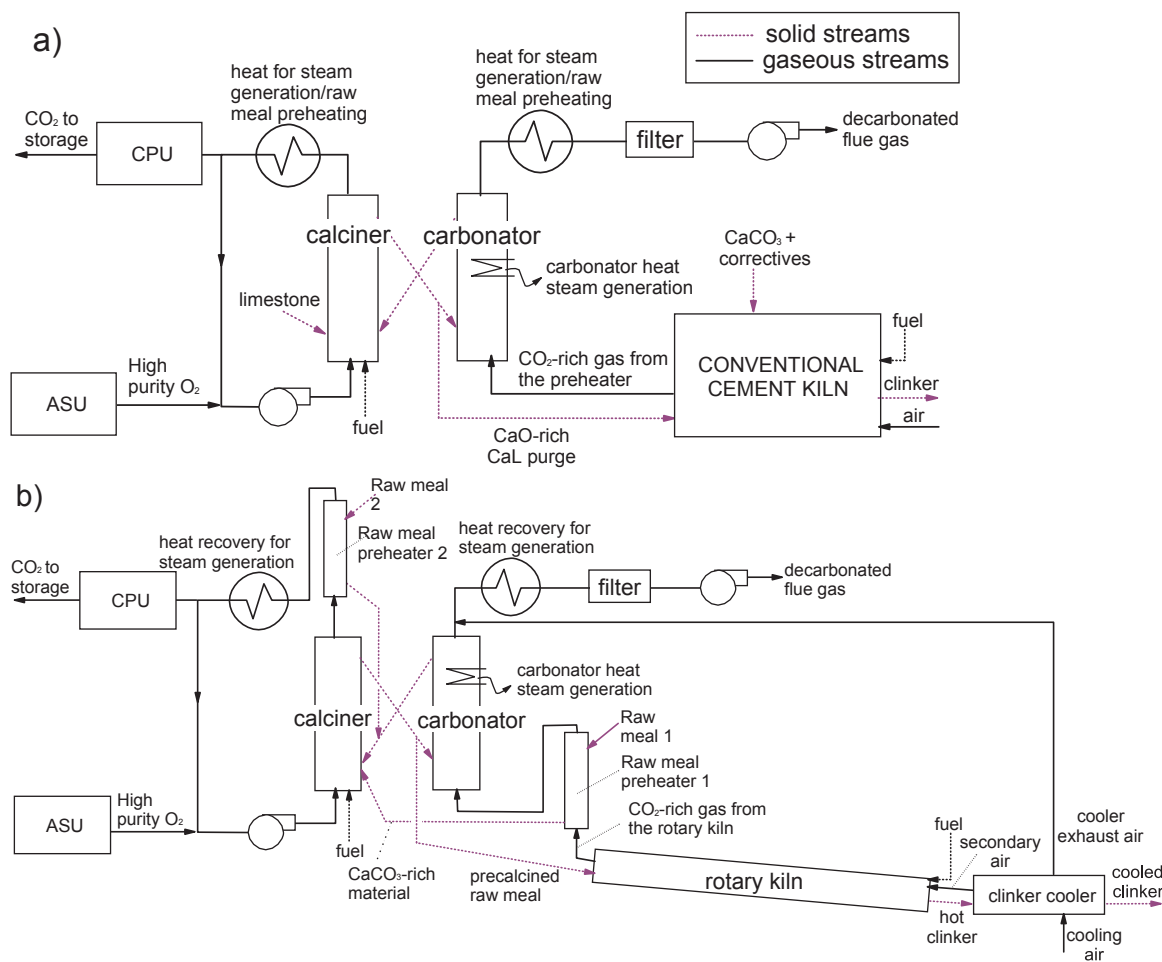 a)
solid streams
gaseous streams
heat for steam
generation/raw
meal preheating
heat for steam
generation/raw
meal preheating
CO₂ to
storage
CPU
filter
decarbonated
flue gas
calciner
carbonator
CaCO₃ +
correctives
limestone
carbonator heat
steam generation
fuel
CO₂-rich gas from
the preheater
CONVENTIONAL
CEMENT KILN
clinker
High
purity O₂
ASU
fuel
air
CaO-rich
CaL purge
b)
Raw meal
2
Raw meal
preheater 2
heat recovery for
steam generation
heat recovery for
steam generation
CO₂ to
storage
CPU
filter
decarbonated
flue gas
carbonator heat
steam generation
calciner
carbonator
Raw
meal 1
Raw meal
preheater 1
High
purity O₂
ASU
CO₂-rich gas from
the rotary kiln
cooler
exhaust air
fuel
fuel
secondary
air
CaCO₃-rich
material
precalcined
raw meal
rotary kiln
clinker cooler
cooled
clinker
hot
clinker
cooling
air